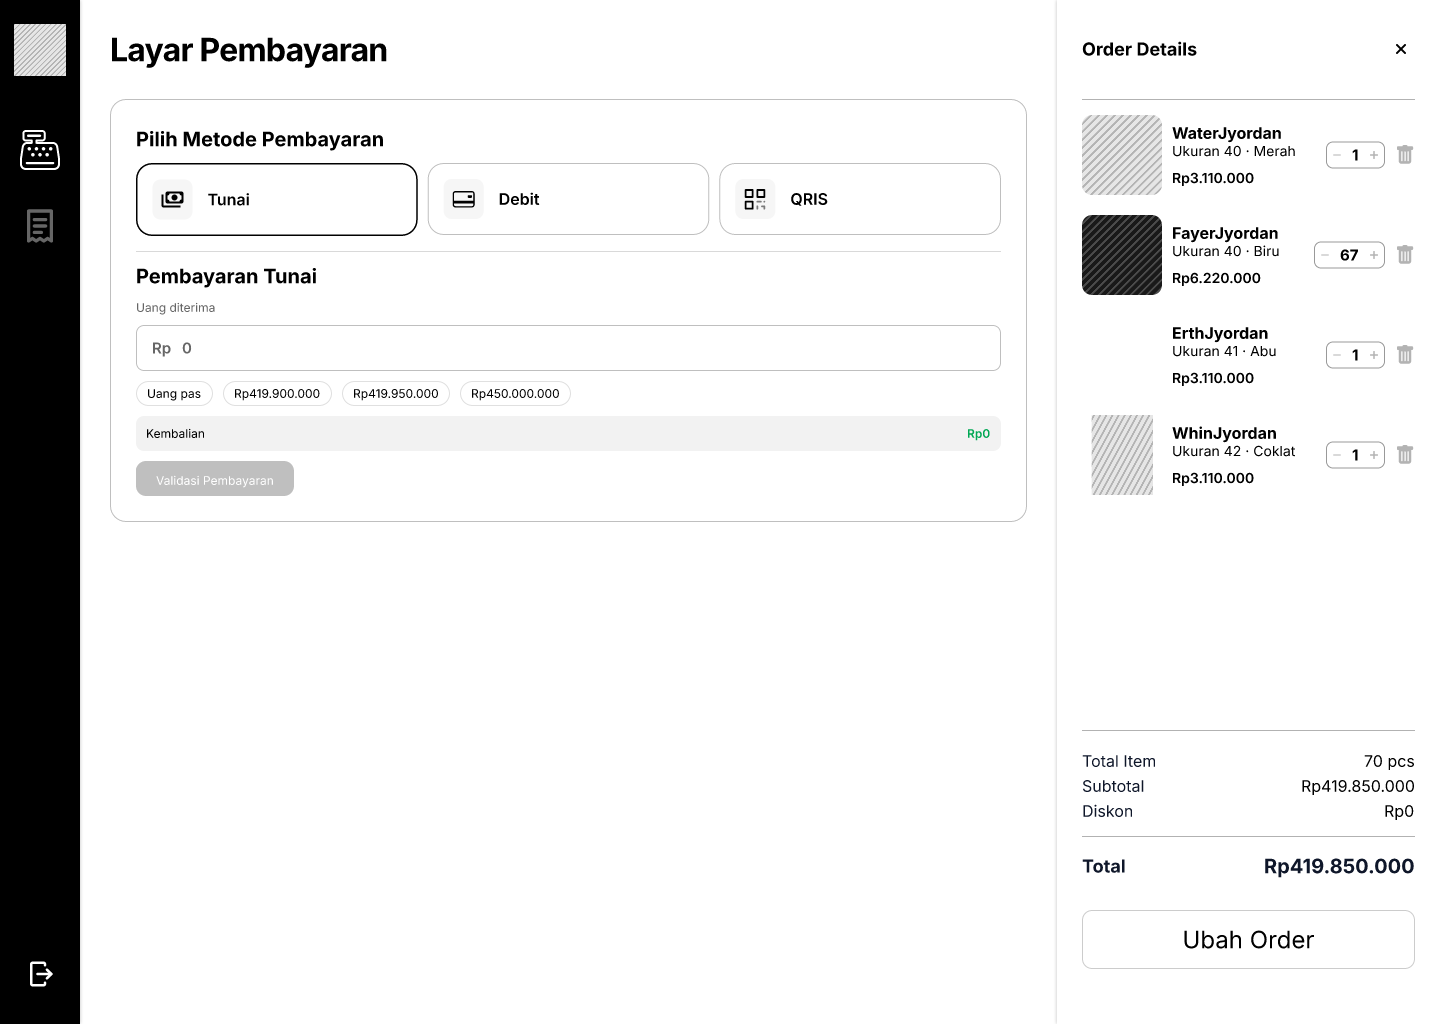 Layar Pembayaran
Pilih Metode Pembayaran
Tunai
Debit
QRIS
Pembayaran Tunai
Uang diterima
Rp 0
Uang pas
Rp419.900.000
Rp419.950.000
Rp450.000.000
Kembalian
Rp0
Validasi Pembayaran
Order Details
WaterJyordan
Ukuran 40 · Merah
Rp3.110.000
− 1 +
FayerJyordan
Ukuran 40 · Biru
Rp6.220.000
− 67 +
ErthJyordan
Ukuran 41 · Abu
Rp3.110.000
− 1 +
WhinJyordan
Ukuran 42 · Coklat
Rp3.110.000
− 1 +
Total Item 70 pcs
Subtotal Rp419.850.000
Diskon Rp0
Total Rp419.850.000
Ubah Order